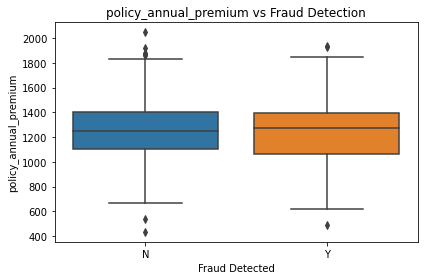 policy_annual_premium vs Fraud Detection
2000
1800
1600
1400
1200
1000
800
600
400
policy_annual_premium
N
Y
Fraud Detected